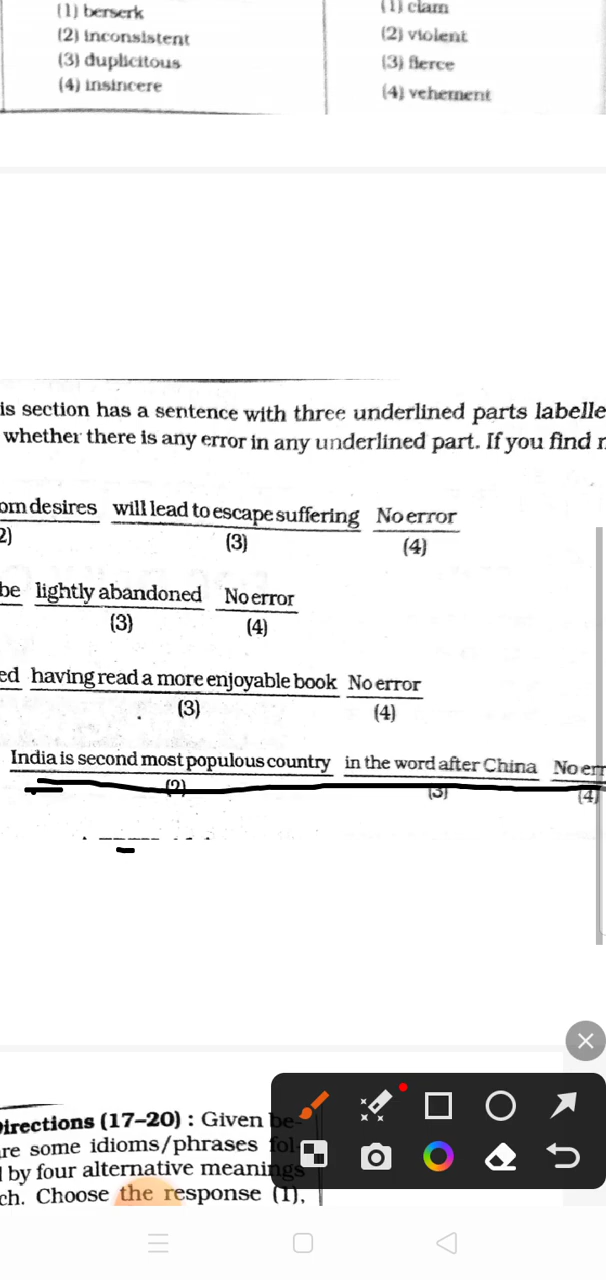 (1) berserk
(2) inconsistent
(3) duplicitous
(4) insincere
(1) clam
(2) violent
(3) fierce
(4) vehement
is section has a sentence with three underlined parts labelle
whether there is any error in any underlined part. If you find
om desires will lead to escape suffering No error
2) (3) (4)
be lightly abandoned No error
(3) (4)
ed having read a more enjoyable book No error
(3) (4)
India is second most populous country in the word after China No err
(2) (3) (4)
irections (17–20) : Given be-
re some idioms/phrases fol-
by four alternative meanings
ch. Choose the response (1),